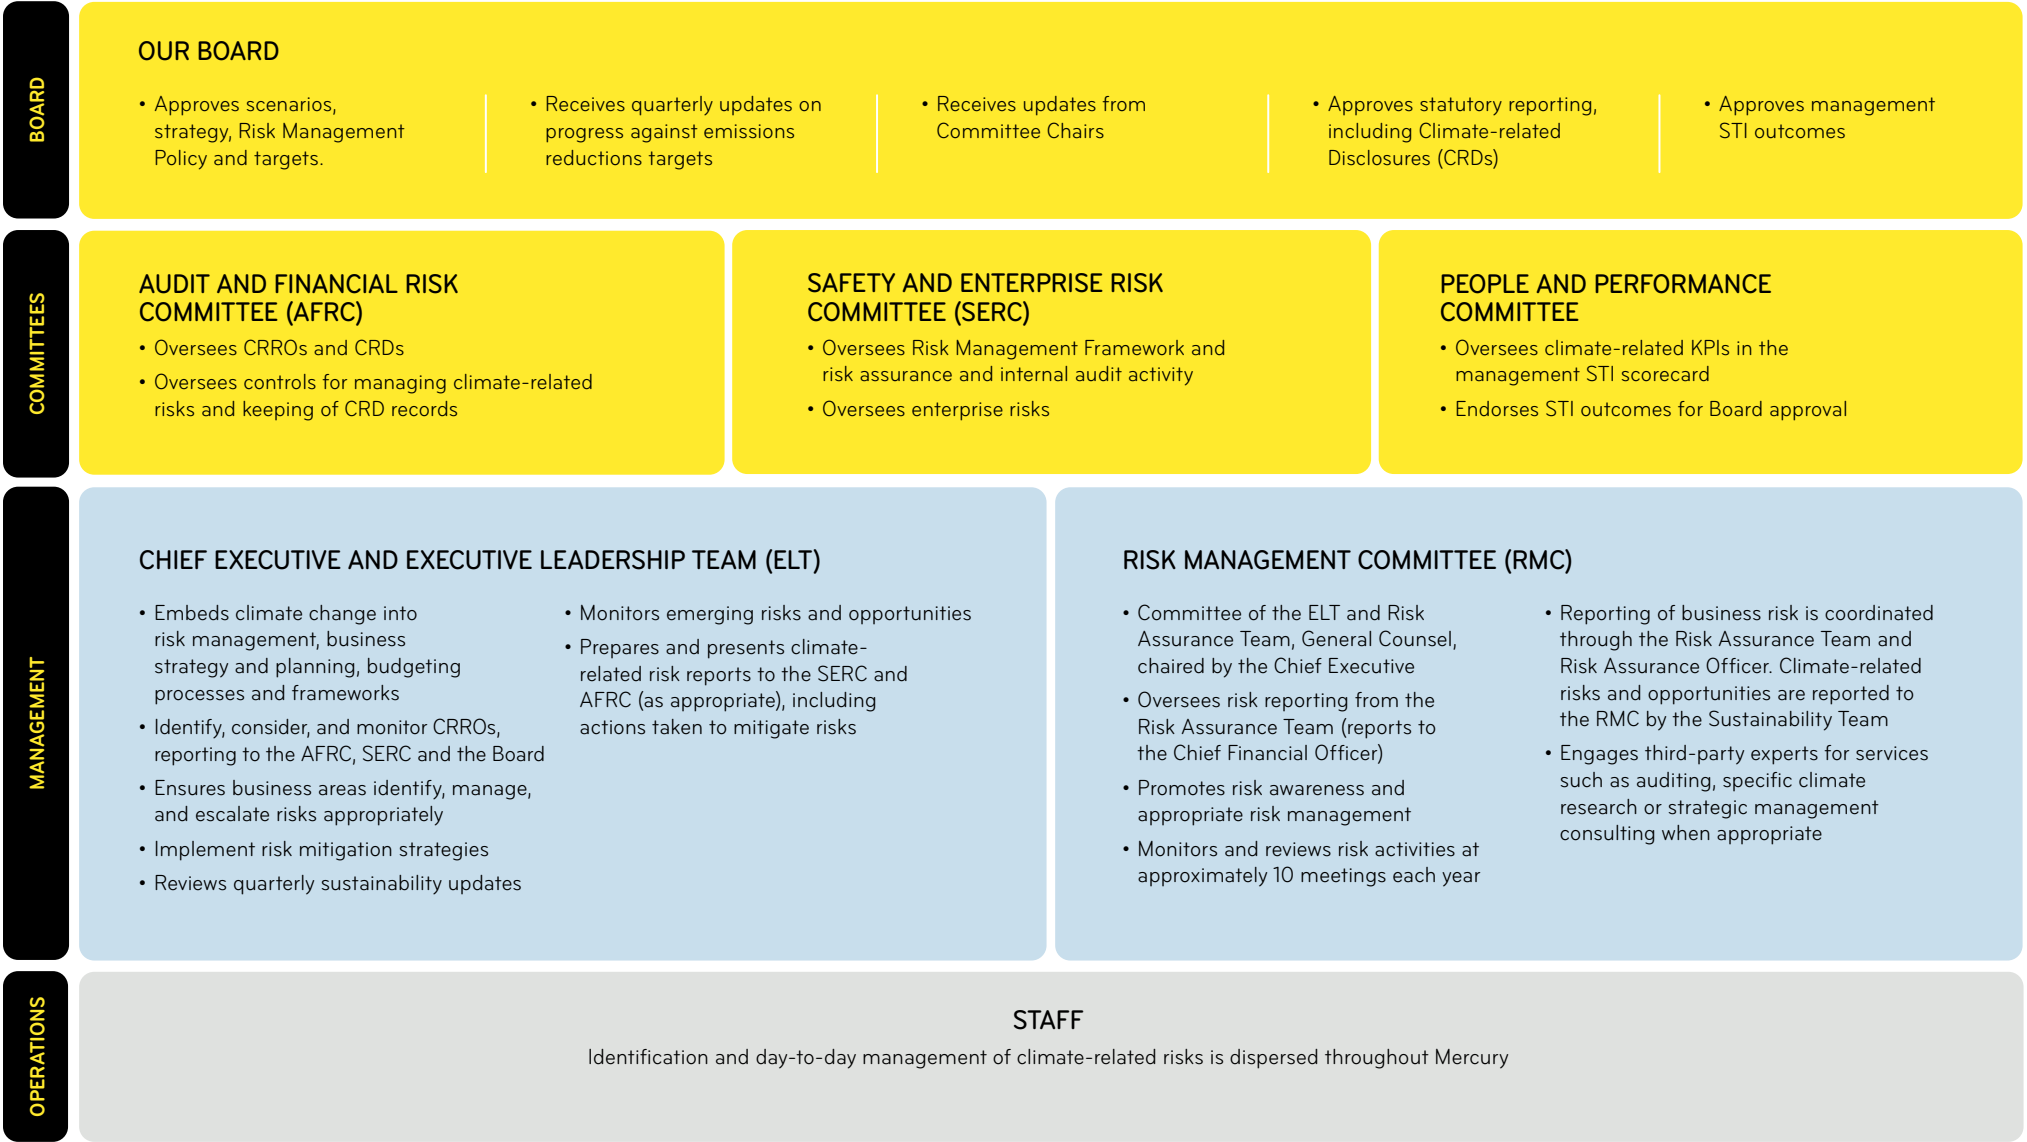 BOARD
OUR BOARD
• Approves scenarios,
strategy, Risk Management
Policy and targets.
• Receives quarterly updates on
progress against emissions
reductions targets
• Receives updates from
Committee Chairs
• Approves statutory reporting,
including Climate-related
Disclosures (CRDs)
• Approves management
STI outcomes
COMMITTEES
AUDIT AND FINANCIAL RISK
COMMITTEE (AFRC)
• Oversees CRROs and CRDs
• Oversees controls for managing climate-related
risks and keeping of CRD records
SAFETY AND ENTERPRISE RISK
COMMITTEE (SERC)
• Oversees Risk Management Framework and
risk assurance and internal audit activity
• Oversees enterprise risks
PEOPLE AND PERFORMANCE
COMMITTEE
• Oversees climate-related KPIs in the
management STI scorecard
• Endorses STI outcomes for Board approval
MANAGEMENT
CHIEF EXECUTIVE AND EXECUTIVE LEADERSHIP TEAM (ELT)
• Embeds climate change into
risk management, business
strategy and planning, budgeting
processes and frameworks
• Identify, consider, and monitor CRROs,
reporting to the AFRC, SERC and the Board
• Ensures business areas identify, manage,
and escalate risks appropriately
• Implement risk mitigation strategies
• Reviews quarterly sustainability updates
• Monitors emerging risks and opportunities
• Prepares and presents climate-
related risk reports to the SERC and
AFRC (as appropriate), including
actions taken to mitigate risks
RISK MANAGEMENT COMMITTEE (RMC)
• Committee of the ELT and Risk
Assurance Team, General Counsel,
chaired by the Chief Executive
• Oversees risk reporting from the
Risk Assurance Team (reports to
the Chief Financial Officer)
• Promotes risk awareness and
appropriate risk management
• Monitors and reviews risk activities at
approximately 10 meetings each year
• Reporting of business risk is coordinated
through the Risk Assurance Team and
Risk Assurance Officer. Climate-related
risks and opportunities are reported to
the RMC by the Sustainability Team
• Engages third-party experts for services
such as auditing, specific climate
research or strategic management
consulting when appropriate
OPERATIONS
STAFF
Identification and day-to-day management of climate-related risks is dispersed throughout Mercury